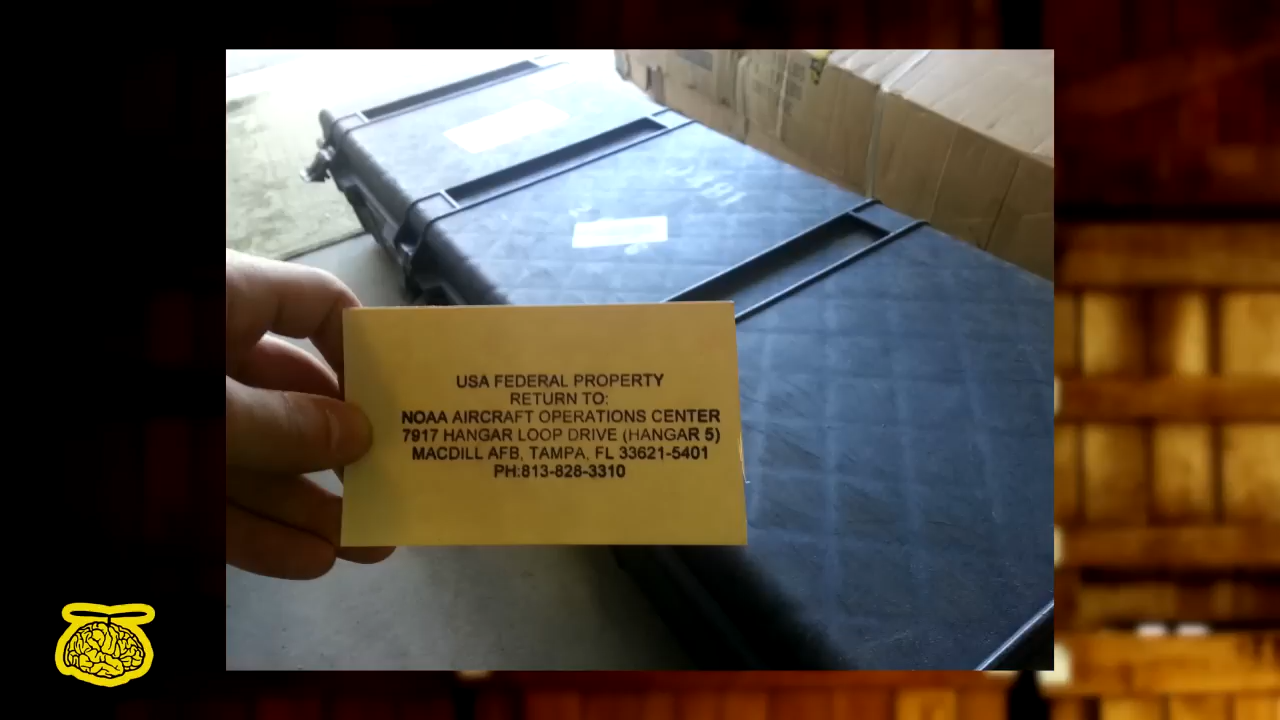 USA FEDERAL PROPERTY
RETURN TO:
NOAA AIRCRAFT OPERATIONS CENTER
7917 HANGAR LOOP DRIVE (HANGAR 5)
MACDILL AFB, TAMPA, FL 33621-5401
PH:813-828-3310